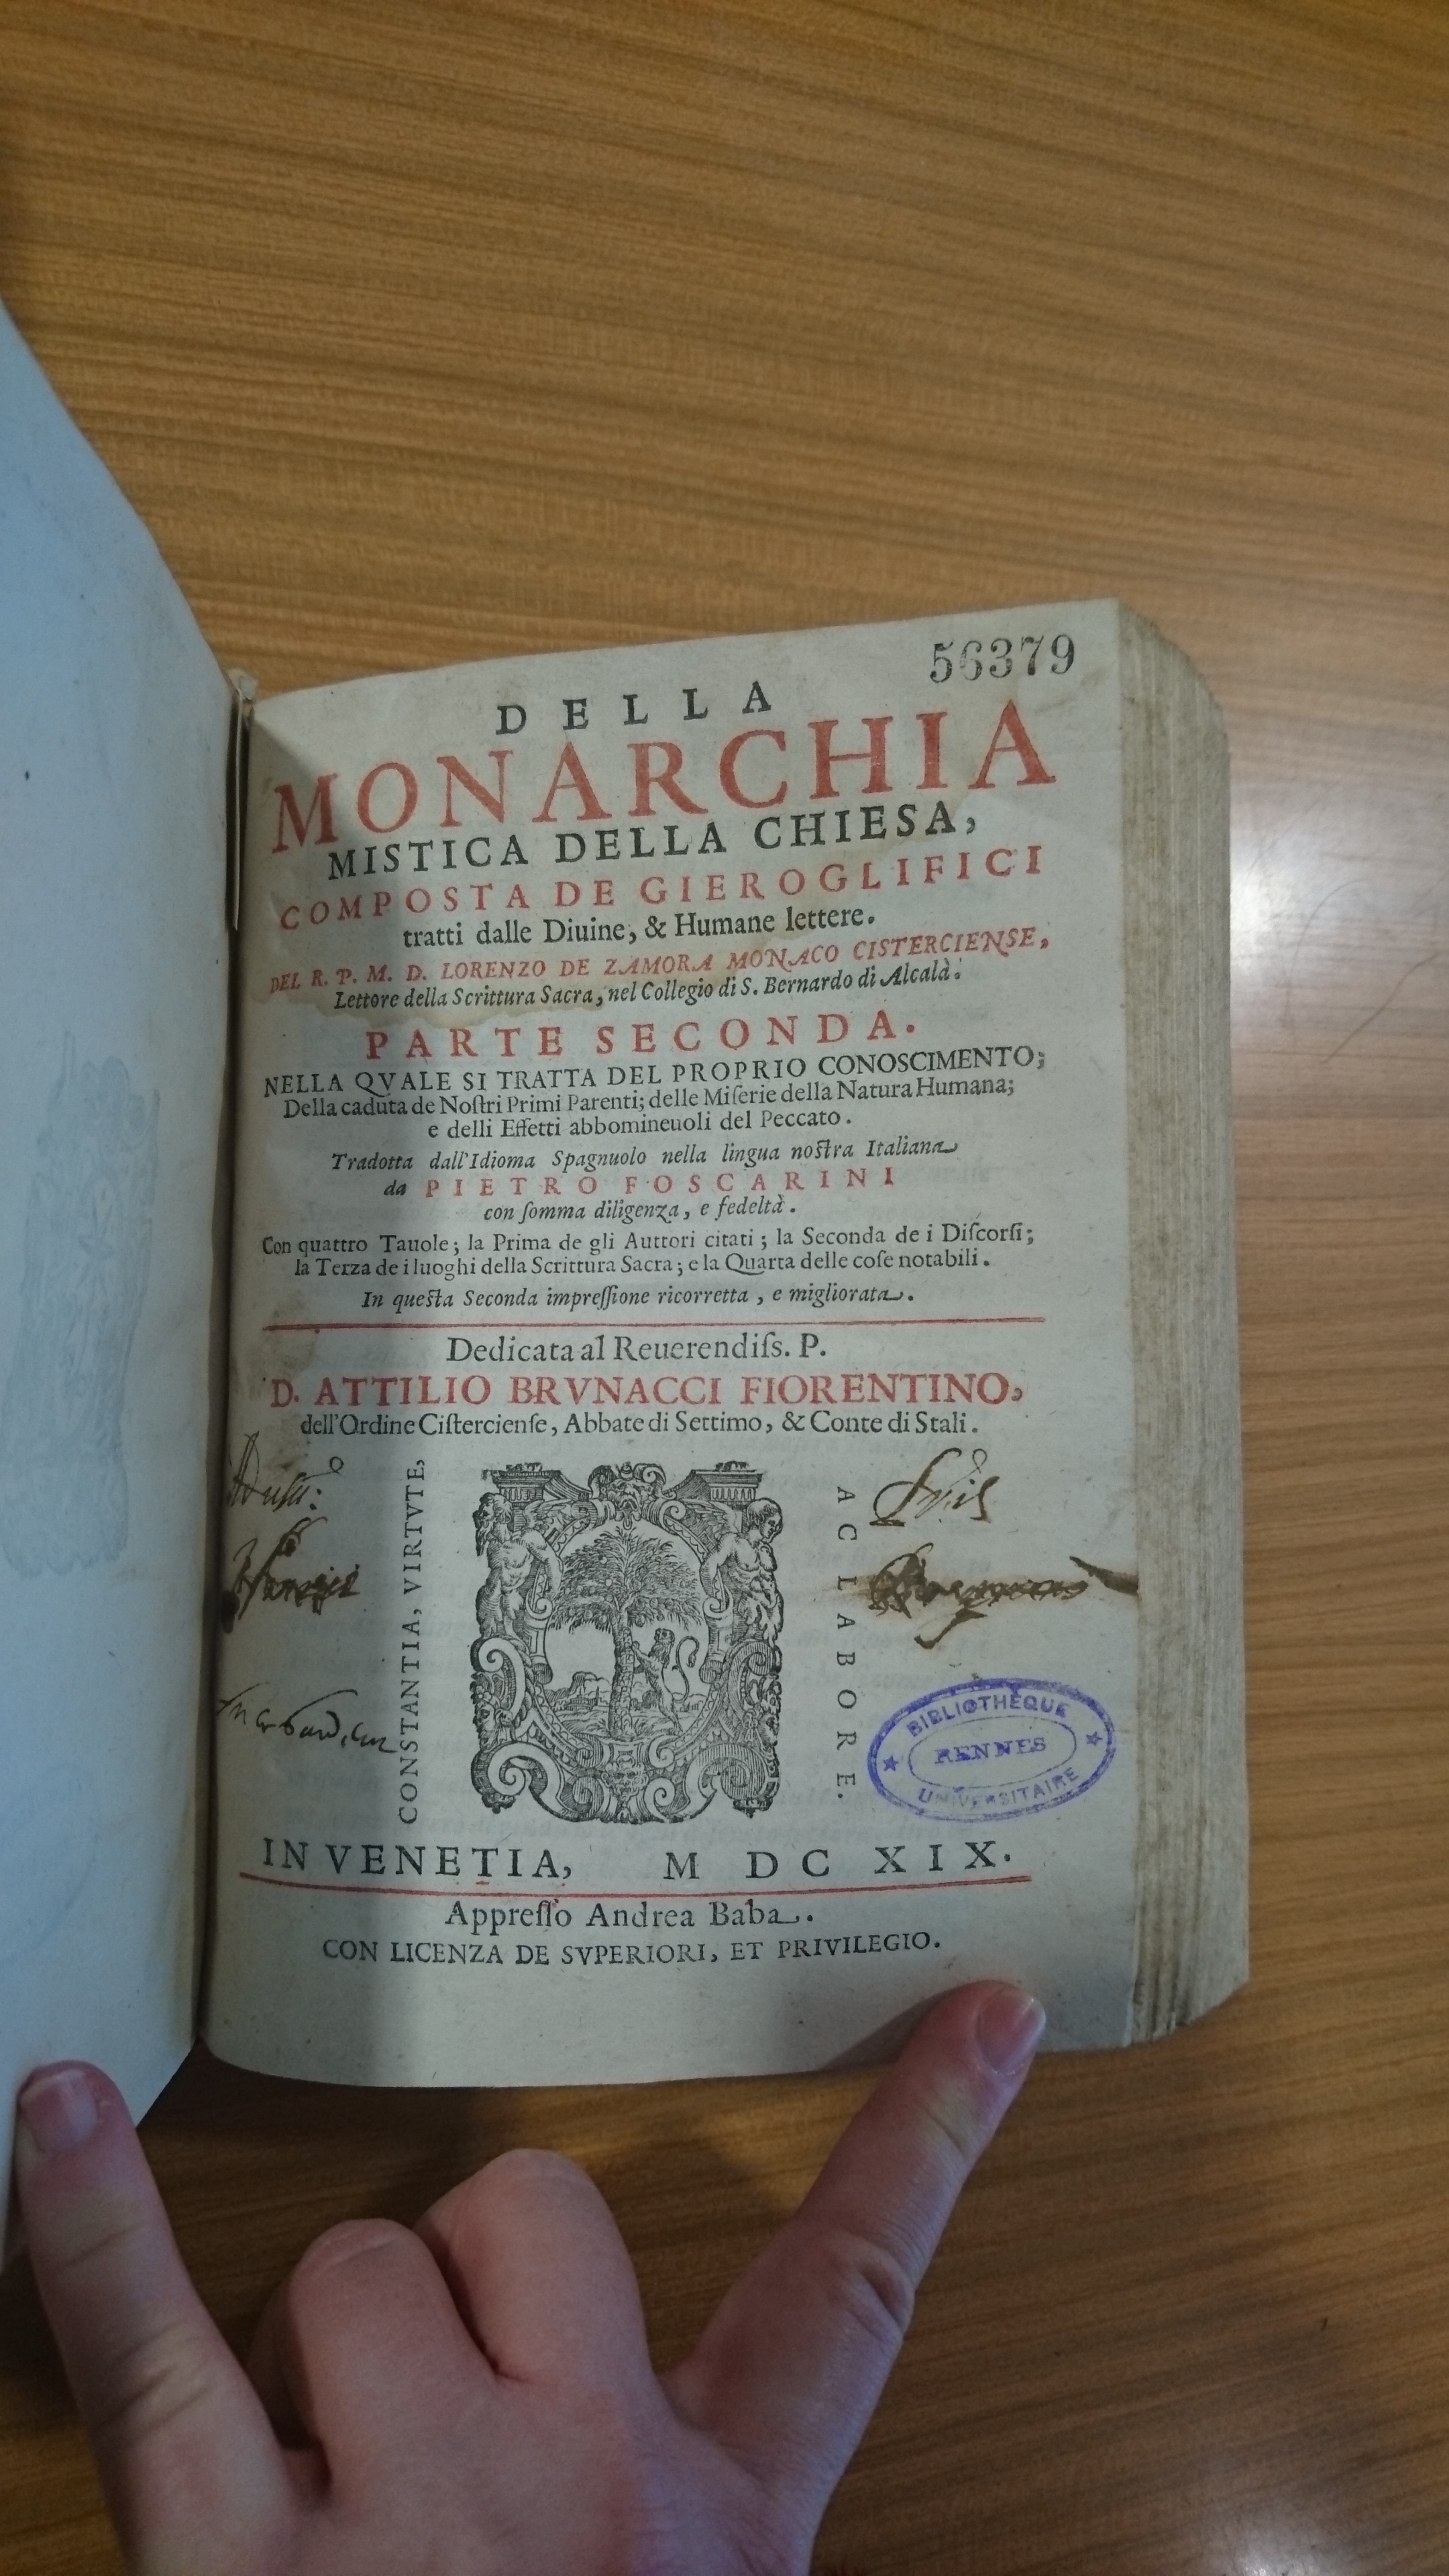 56379
DELLA
MONARCHIA
MISTICA DELLA CHIESA,
COMPOSTA DE GIEROGLIFICI
tratti dalle Diuine, & Humane lettere.
DEL R. P. M. D. LORENZO DE ZAMORA MONACO CISTERCIENSE,
Lettore della Scrittura Sacra, nel Collegio di S. Bernardo di Alcalà.
PARTE SECONDA.
NELLA QVALE SI TRATTA DEL PROPRIO CONOSCIMENTO;
Della caduta de Noſtri Primi Parenti; delle Miſerie della Natura Humana;
e delli Effetti abbomineuoli del Peccato.
Tradotta dall'Idioma Spagnuolo nella lingua noſtra Italiana
da PIETRO FOSCARINI
con ſomma diligenza, e fedeltà.
Con quattro Tauole; la Prima de gli Auttori citati; la Seconda de i Diſcorſi;
la Terza de i luoghi della Scrittura Sacra; e la Quarta delle coſe notabili.
In queſta Seconda impreſſione ricorretta, e migliorata.
Dedicata al Reuerendiſs. P.
D. ATTILIO BRVNACCI FIORENTINO,
dell'Ordine Ciſtercienſe, Abbate di Settimo, & Conte di Stali.
CONSTANTIA, VIRTVTE,
AC LABORE.
BIBLIOTHÈQUE
RENNES
UNIVERSITAIRE
IN VENETIA, M DC XIX.
Appreſſo Andrea Baba.
CON LICENZA DE SVPERIORI, ET PRIVILEGIO.